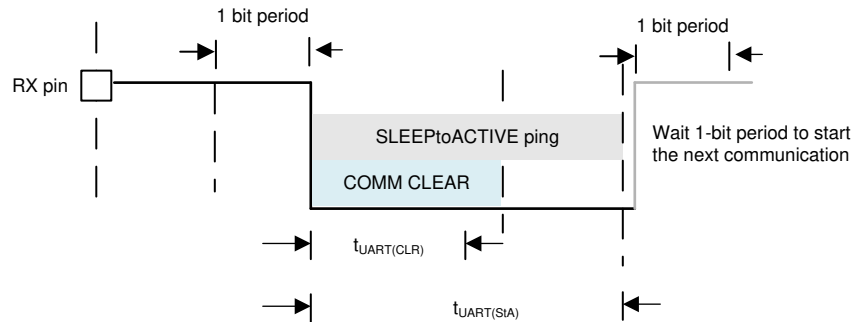 1 bit period
1 bit period
RX pin
SLEEPtoACTIVE ping
Wait 1-bit period to start
the next communication
COMM CLEAR
tUART(CLR)
tUART(StA)